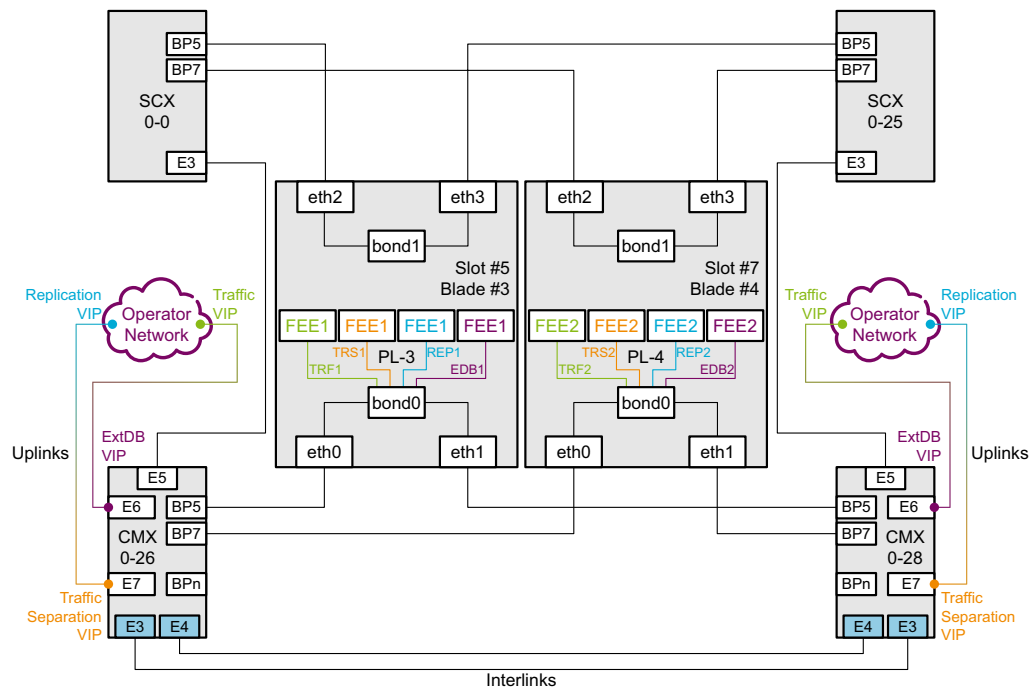 BP5
BP7
SCX
0-0
E3
BP5
BP7
SCX
0-25
E3
eth2
eth3
bond1
Slot #5
Blade #3
FEE1
FEE1
FEE1
FEE1
TRS1
REP1
PL-3
TRF1
EDB1
bond0
eth0
eth1
eth2
eth3
bond1
Slot #7
Blade #4
FEE2
FEE2
FEE2
FEE2
TRS2
REP2
PL-4
TRF2
EDB2
bond0
eth0
eth1
Replication
VIP
Operator
Network
Traffic
VIP
Traffic
VIP
Operator
Network
Replication
VIP
Uplinks
ExtDB
VIP
E5
E6
BP5
BP7
CMX
0-26
E7
BPn
Traffic
Separation
VIP
E3
E4
ExtDB
VIP
Uplinks
E5
BP5
E6
BP7
CMX
0-28
BPn
E7
Traffic
Separation
VIP
E4
E3
Interlinks